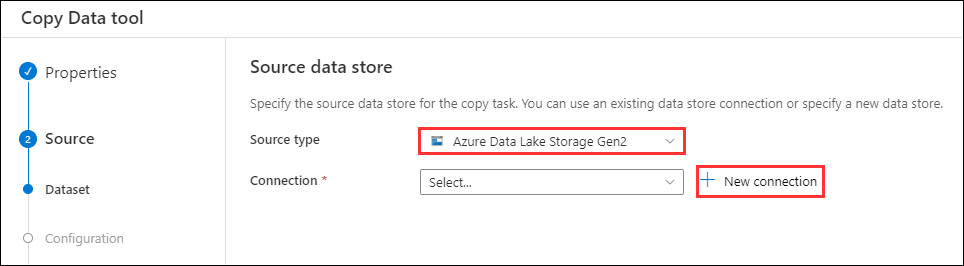 Copy Data tool
Properties
2
Source
Dataset
Configuration
Source data store
Specify the source data store for the copy task. You can use an existing data store connection or specify a new data store.
Source type
Azure Data Lake Storage Gen2
Connection *
Select...
New connection